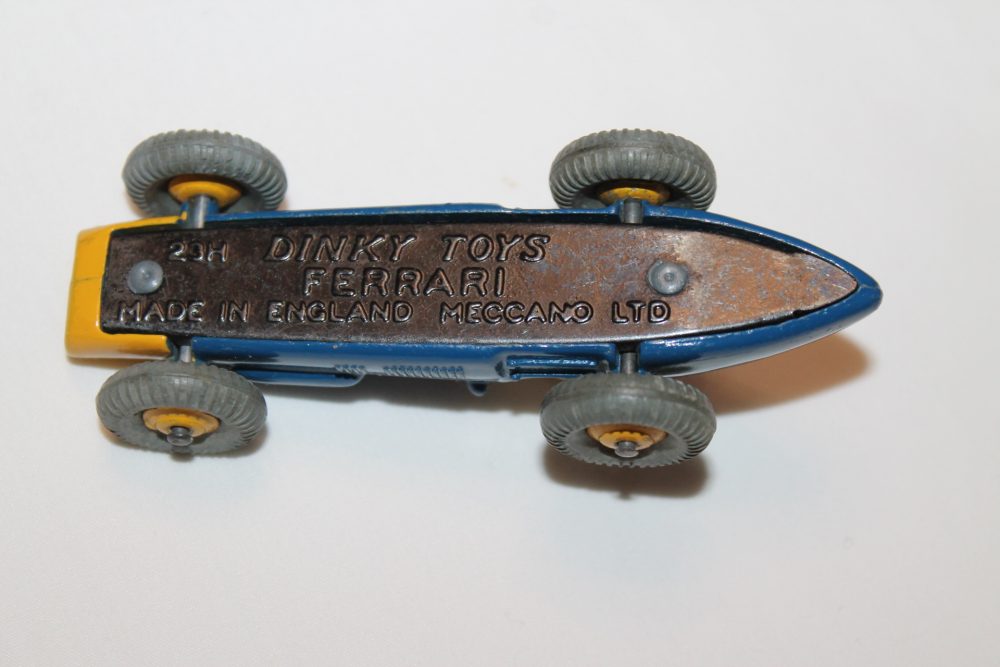 23H DINKY TOYS
FERRARI
MADE IN ENGLAND MECCANO LTD